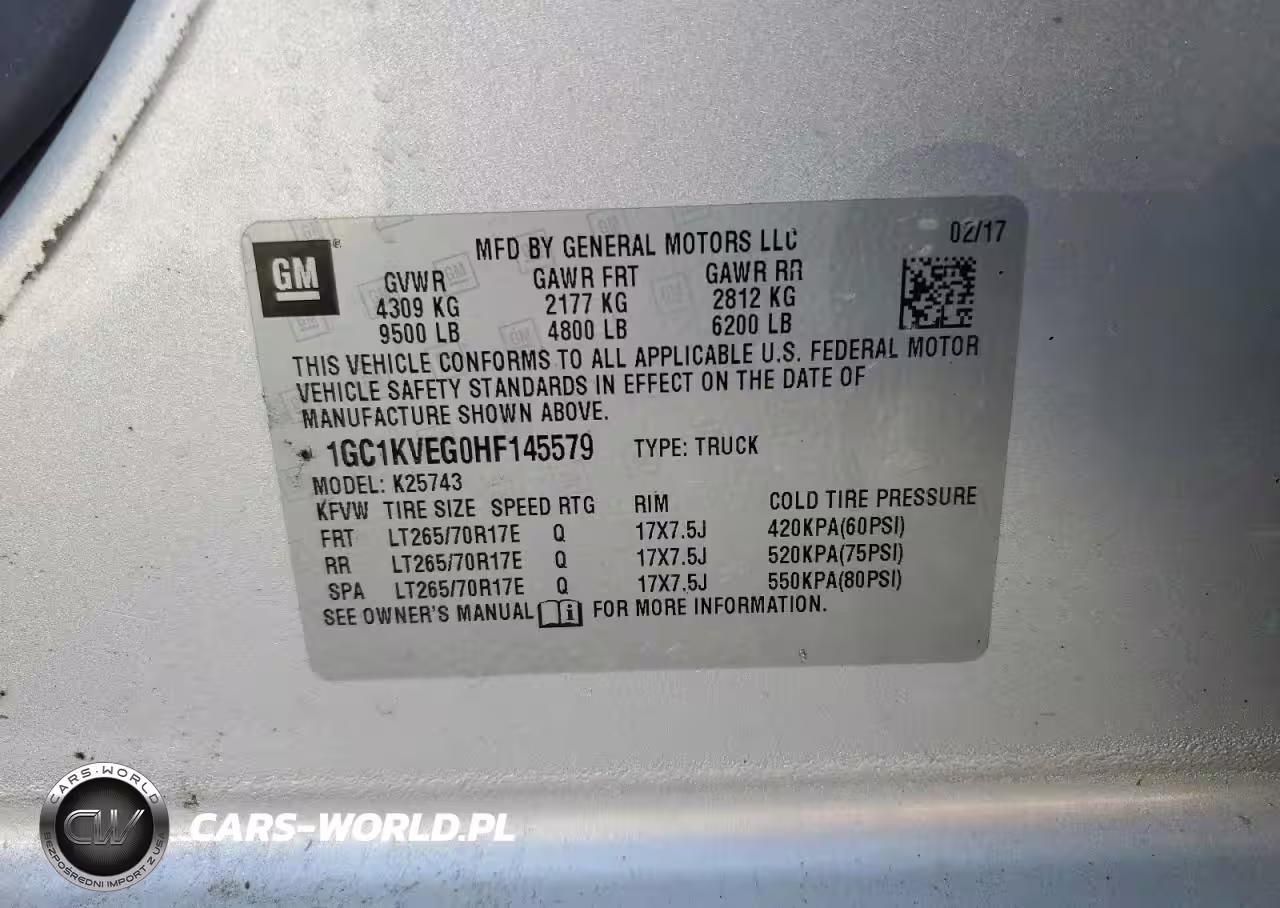 02/17
GM
MFD BY GENERAL MOTORS LLC
GVWR GAWR FRT GAWR RR
4309 KG 2177 KG 2812 KG
9500 LB 4800 LB 6200 LB
THIS VEHICLE CONFORMS TO ALL APPLICABLE U.S. FEDERAL MOTOR
VEHICLE SAFETY STANDARDS IN EFFECT ON THE DATE OF
MANUFACTURE SHOWN ABOVE.
1GC1KVEG0HF145579 TYPE: TRUCK
MODEL: K25743
KFVW TIRE SIZE SPEED RTG RIM COLD TIRE PRESSURE
FRT LT265/70R17E Q 17X7.5J 420KPA(60PSI)
RR LT265/70R17E Q 17X7.5J 520KPA(75PSI)
SPA LT265/70R17E Q 17X7.5J 550KPA(80PSI)
SEE OWNER'S MANUAL i FOR MORE INFORMATION.
CARS-WORLD
CW
BEZPOŚREDNI IMPORT Z USA
CARS-WORLD.PL